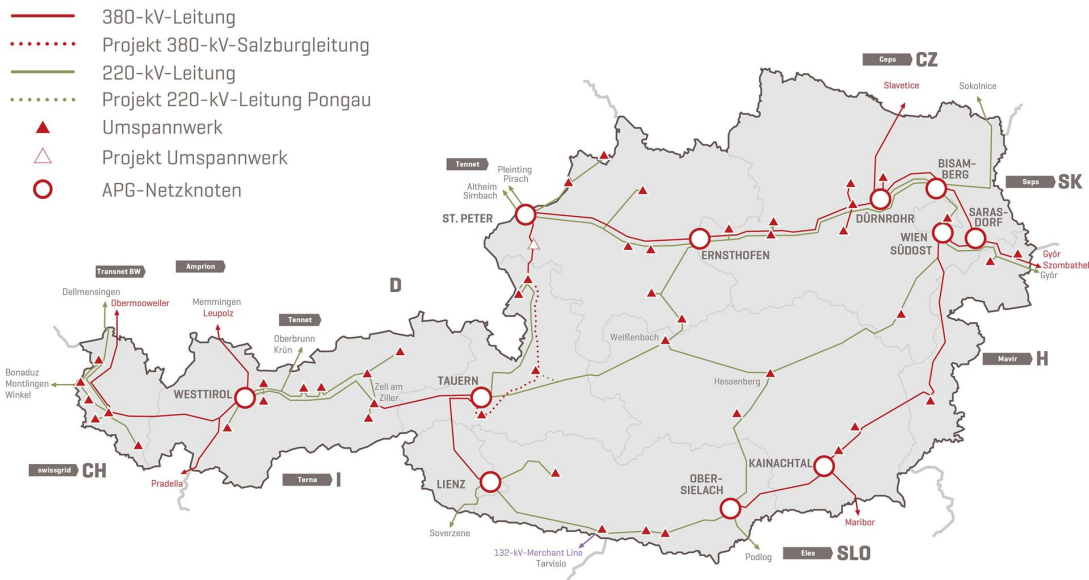 380-kV-Leitung
Projekt 380-kV-Salzburgleitung
220-kV-Leitung
Projekt 220-kV-Leitung Pongau
Umspannwerk
Projekt Umspannwerk
APG-Netzknoten
Ceps CZ
Slavetice
Sokolnice
Tennet
Pleinting
Pirach
Altheim
Simbach
ST. PETER
BISAM-
BERG
Seps SK
DÜRNROHR
SARAS-
DORF
WIEN
SÜDOST
ERNSTHOFEN
Győr
Szombathely
Győr
Transnet BW
Amprion
D
Dellmensingen
Obermooweiler
Memmingen
Leupolz
Tennet
Oberbrunn
Krün
Weißenbach
Mavir H
Bonaduz
Montlingen
Winkel
WESTTIROL
Zell am
Ziller
TAUERN
Hessenberg
swissgrid CH
Pradella
Terna I
LIENZ
OBER-
SIELACH
KAINACHTAL
Soverzene
Maribor
132-kV-Merchant Line
Tarvisio
Podlog
Eles SLO